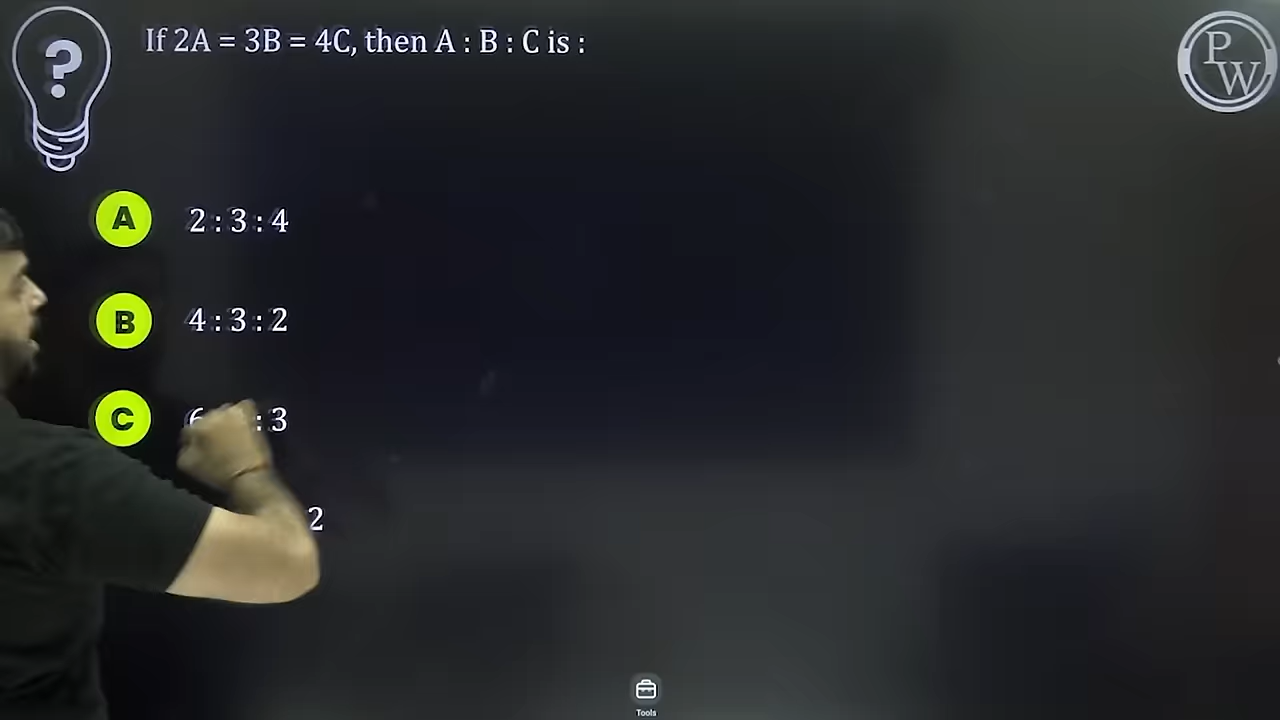 If 2A = 3B = 4C, then A : B : C is :
?
PW
A 2 : 3 : 4
B 4 : 3 : 2
C : 3
2
Tools